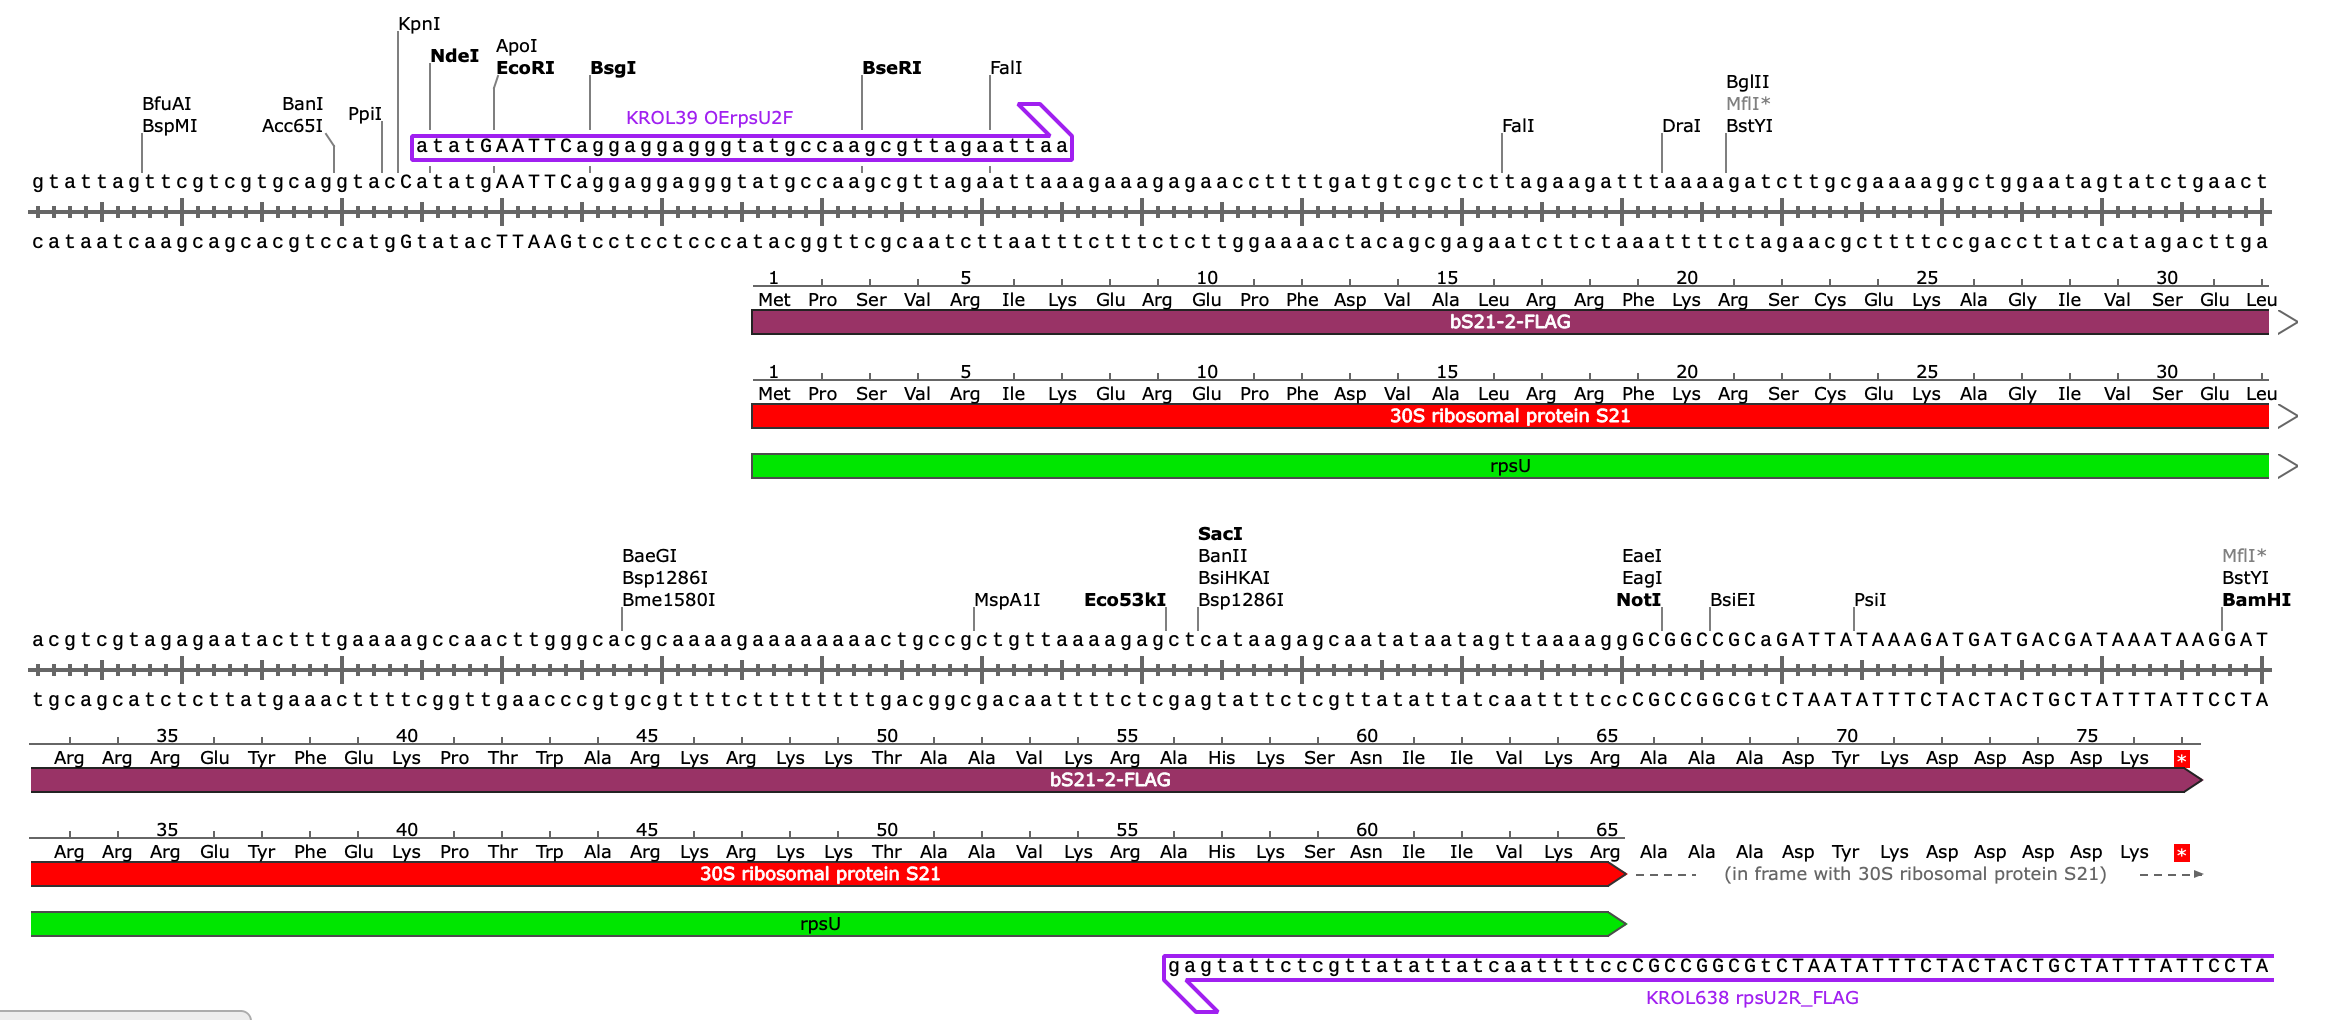 KpnI
NdeI ApoI
EcoRI BsgI BseRI FalI BglII
BfuAI BanI PpiI KROL39 OErpsU2F MflI*
BspMI Acc65I FalI DraI BstYI
atatGAATTCaggaggagggtatgccaagcgttagaattaa
gtattagttcgtcgtgcaggtacCatatgAATTCaggaggagggtatgccaagcgttagaattaaagaaagagaaccttttgatgtcgctcttagaagatttaaaagatcttgcgaaaaggctggaatagtatctgaact
cataatcaagcagcacgtccatgGtatacTTAAGtcctcctcccatacggttcgcaatcttaatttctttctcttggaaaactacagcgagaatcttctaaattttctagaacgcttttccgaccttatcatagacttga
1 5 10 15 20 25 30
Met Pro Ser Val Arg Ile Lys Glu Arg Glu Pro Phe Asp Val Ala Leu Arg Arg Phe Lys Arg Ser Cys Glu Lys Ala Gly Ile Val Ser Glu Leu
bS21-2-FLAG
1 5 10 15 20 25 30
Met Pro Ser Val Arg Ile Lys Glu Arg Glu Pro Phe Asp Val Ala Leu Arg Arg Phe Lys Arg Ser Cys Glu Lys Ala Gly Ile Val Ser Glu Leu
30S ribosomal protein S21
rpsU
SacI
BaeGI BanII EaeI MflI*
Bsp1286I BsiHKAI EagI BstYI
Bme1580I MspA1I Eco53kI Bsp1286I NotI BsiEI PsiI BamHI
acgtcgtagagaatactttgaaaagccaacttgggcacgcaaaagaaaaaaaactgccgctgttaaaagagctcataagagcaatataatagttaaaaggGCGGCCGCaGATTATAAAGATGATGACGATAAATAAGGAT
tgcagcatctcttatgaaacttttcggttgaacccgtgcgttttcttttttttgacggcgacaattttctcgagtattctcgttatattatcaattttccCGCCGGCGtCTAATATTTCTACTACTGCTATTTATTCCTA
35 40 45 50 55 60 65 70 75
Arg Arg Arg Glu Tyr Phe Glu Lys Pro Thr Trp Ala Arg Lys Arg Lys Lys Thr Ala Ala Val Lys Arg Ala His Lys Ser Asn Ile Ile Val Lys Arg Ala Ala Ala Asp Tyr Lys Asp Asp Asp Asp Lys *
bS21-2-FLAG
35 40 45 50 55 60 65
Arg Arg Arg Glu Tyr Phe Glu Lys Pro Thr Trp Ala Arg Lys Arg Lys Lys Thr Ala Ala Val Lys Arg Ala His Lys Ser Asn Ile Ile Val Lys Arg Ala Ala Ala Asp Tyr Lys Asp Asp Asp Asp Lys *
30S ribosomal protein S21 (in frame with 30S ribosomal protein S21)
rpsU
gagtattctcgttatattatcaattttccCGCCGGCGtCTAATATTTCTACTACTGCTATTTATTCCTA
KROL638 rpsU2R_FLAG